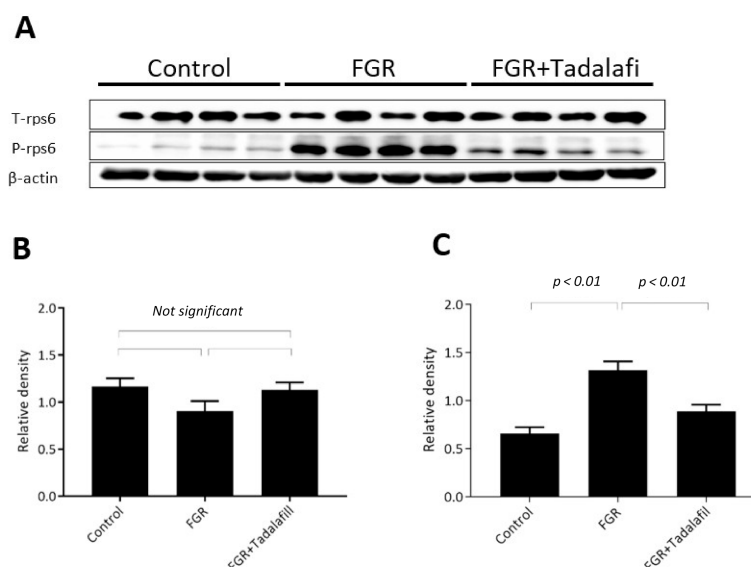 A
Control FGR FGR+Tadalafi
T-rps6
P-rps6
β-actin
B
Not significant
2.0
1.5
1.0
0.5
0.0
Relative density
Control
FGR
FGR+Tadalafill
C
p < 0.01 p < 0.01
2.0
1.5
1.0
0.5
0.0
Relative density
Control
FGR
FGR+Tadalafill